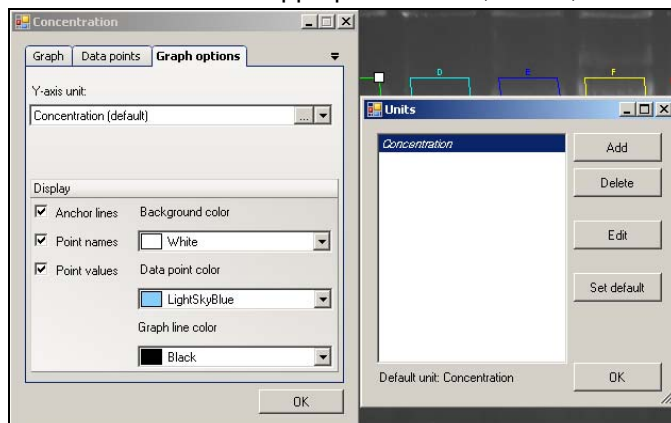 Concentration
Graph Data points Graph options
Y-axis unit:
Concentration (default) ...
Display
Anchor lines Background color
Point names White
Point values Data point color
LightSkyBlue
Graph line color
Black
OK
D E F
Units
Concentration
Add
Delete
Edit
Set default
Default unit: Concentration OK